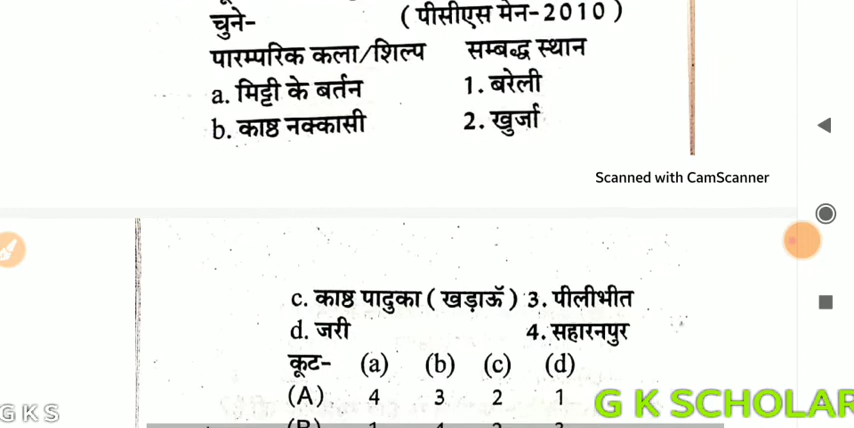 चुने-            ( पीसीएस मेन-2010 )
पारम्परिक कला/शिल्प    सम्बद्ध स्थान
a. मिट्टी के बर्तन    1. बरेली
b. काष्ठ नक्कासी    2. खुर्जा
Scanned with CamScanner
c. काष्ठ पादुका ( खड़ाऊॅ ) 3. पीलीभीत
d. जरी    4. सहारनपुर
कूट-  (a)  (b)  (c)  (d)
(A)  4  3  2  1
G K SCHOLAR
G K S